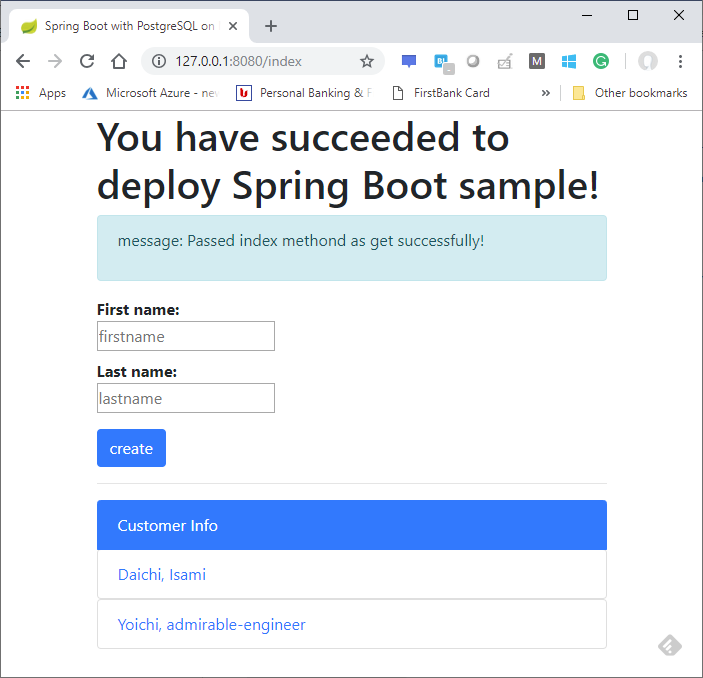 Spring Boot with PostgreSQL on
127.0.0.1:8080/index
M
Apps
Microsoft Azure - new
Personal Banking & F
FirstBank Card
»
Other bookmarks
You have succeeded to
deploy Spring Boot sample!
message: Passed index methond as get successfully!
First name:
firstname
Last name:
lastname
create
Customer Info
Daichi, Isami
Yoichi, admirable-engineer